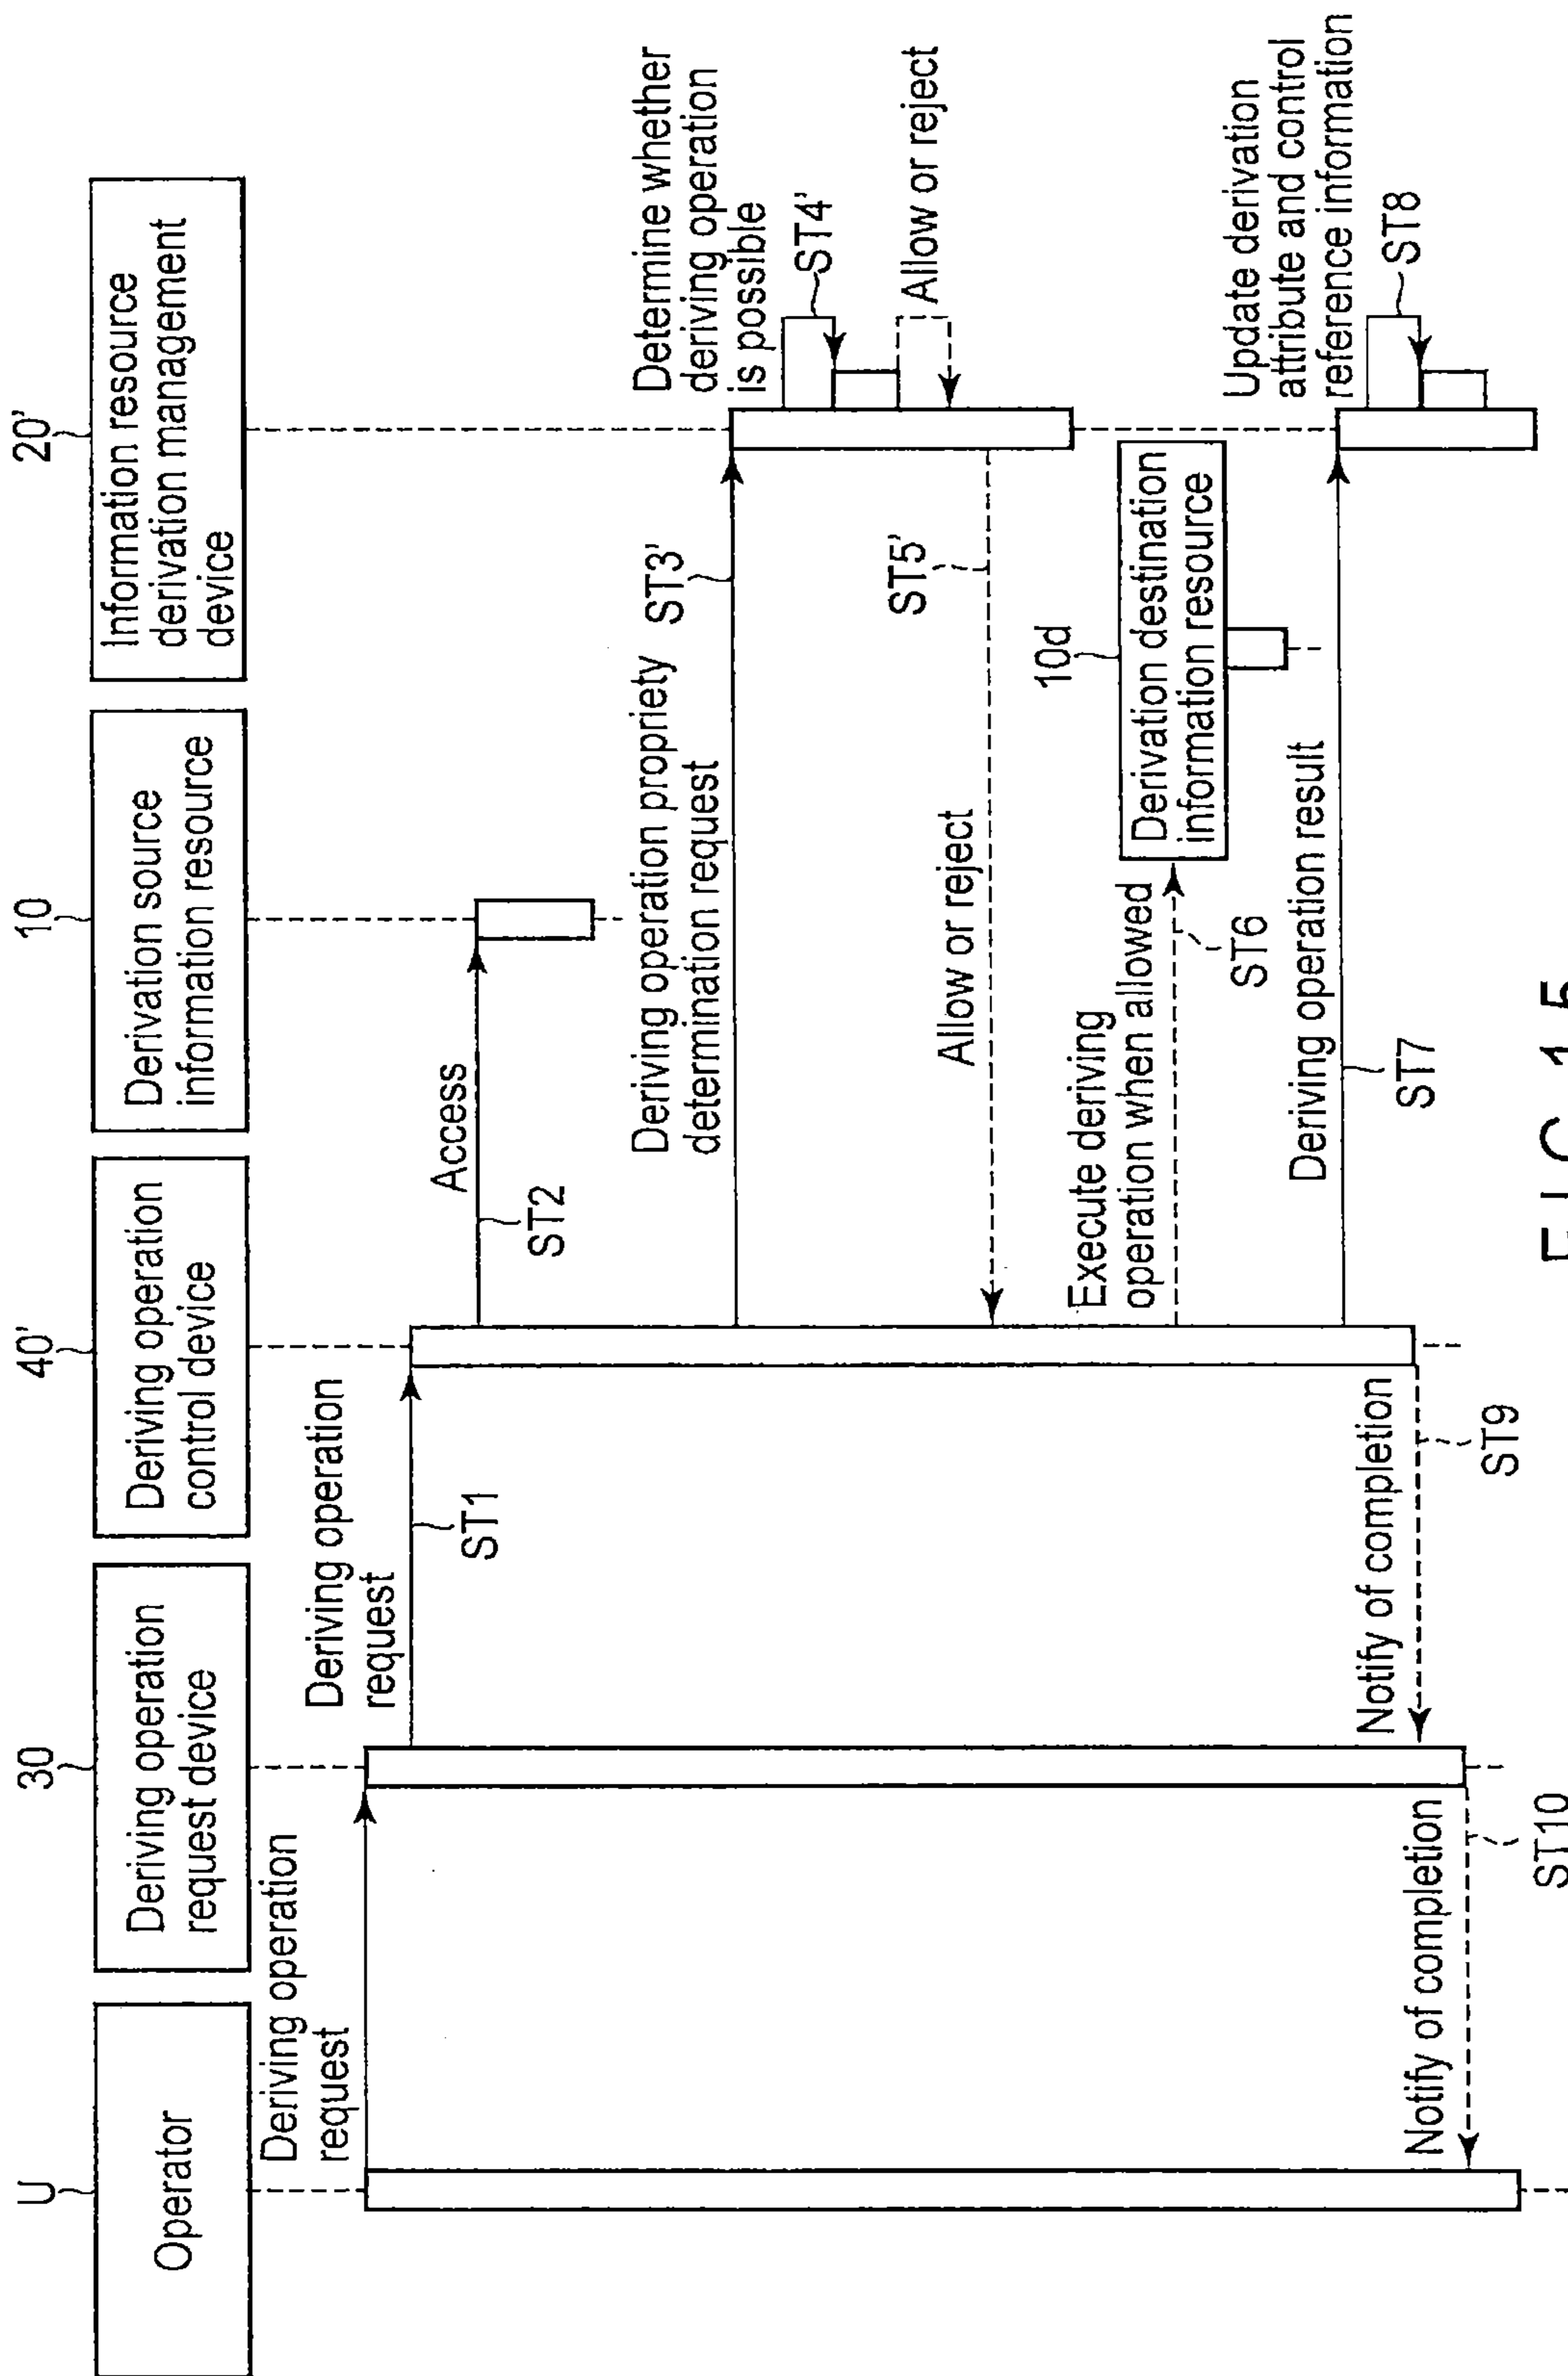 U
Operator
30
Deriving operation
request device
40'
Deriving operation
control device
10
Derivation source
information resource
20'
Information resource
derivation management
device
Deriving operation
request
Deriving operation
request
ST1
Access
ST2
Deriving operation propriety
determination request
ST3'
Determine whether
deriving operation
is possible
ST4'
Allow or reject
Allow or reject
ST5'
Execute deriving
operation when allowed
ST6
10d
Derivation destination
information resource
Deriving operation result
ST7
Update derivation
attribute and control
reference information
ST8
Notify of completion
ST9
Notify of completion
ST10
FIG. 15